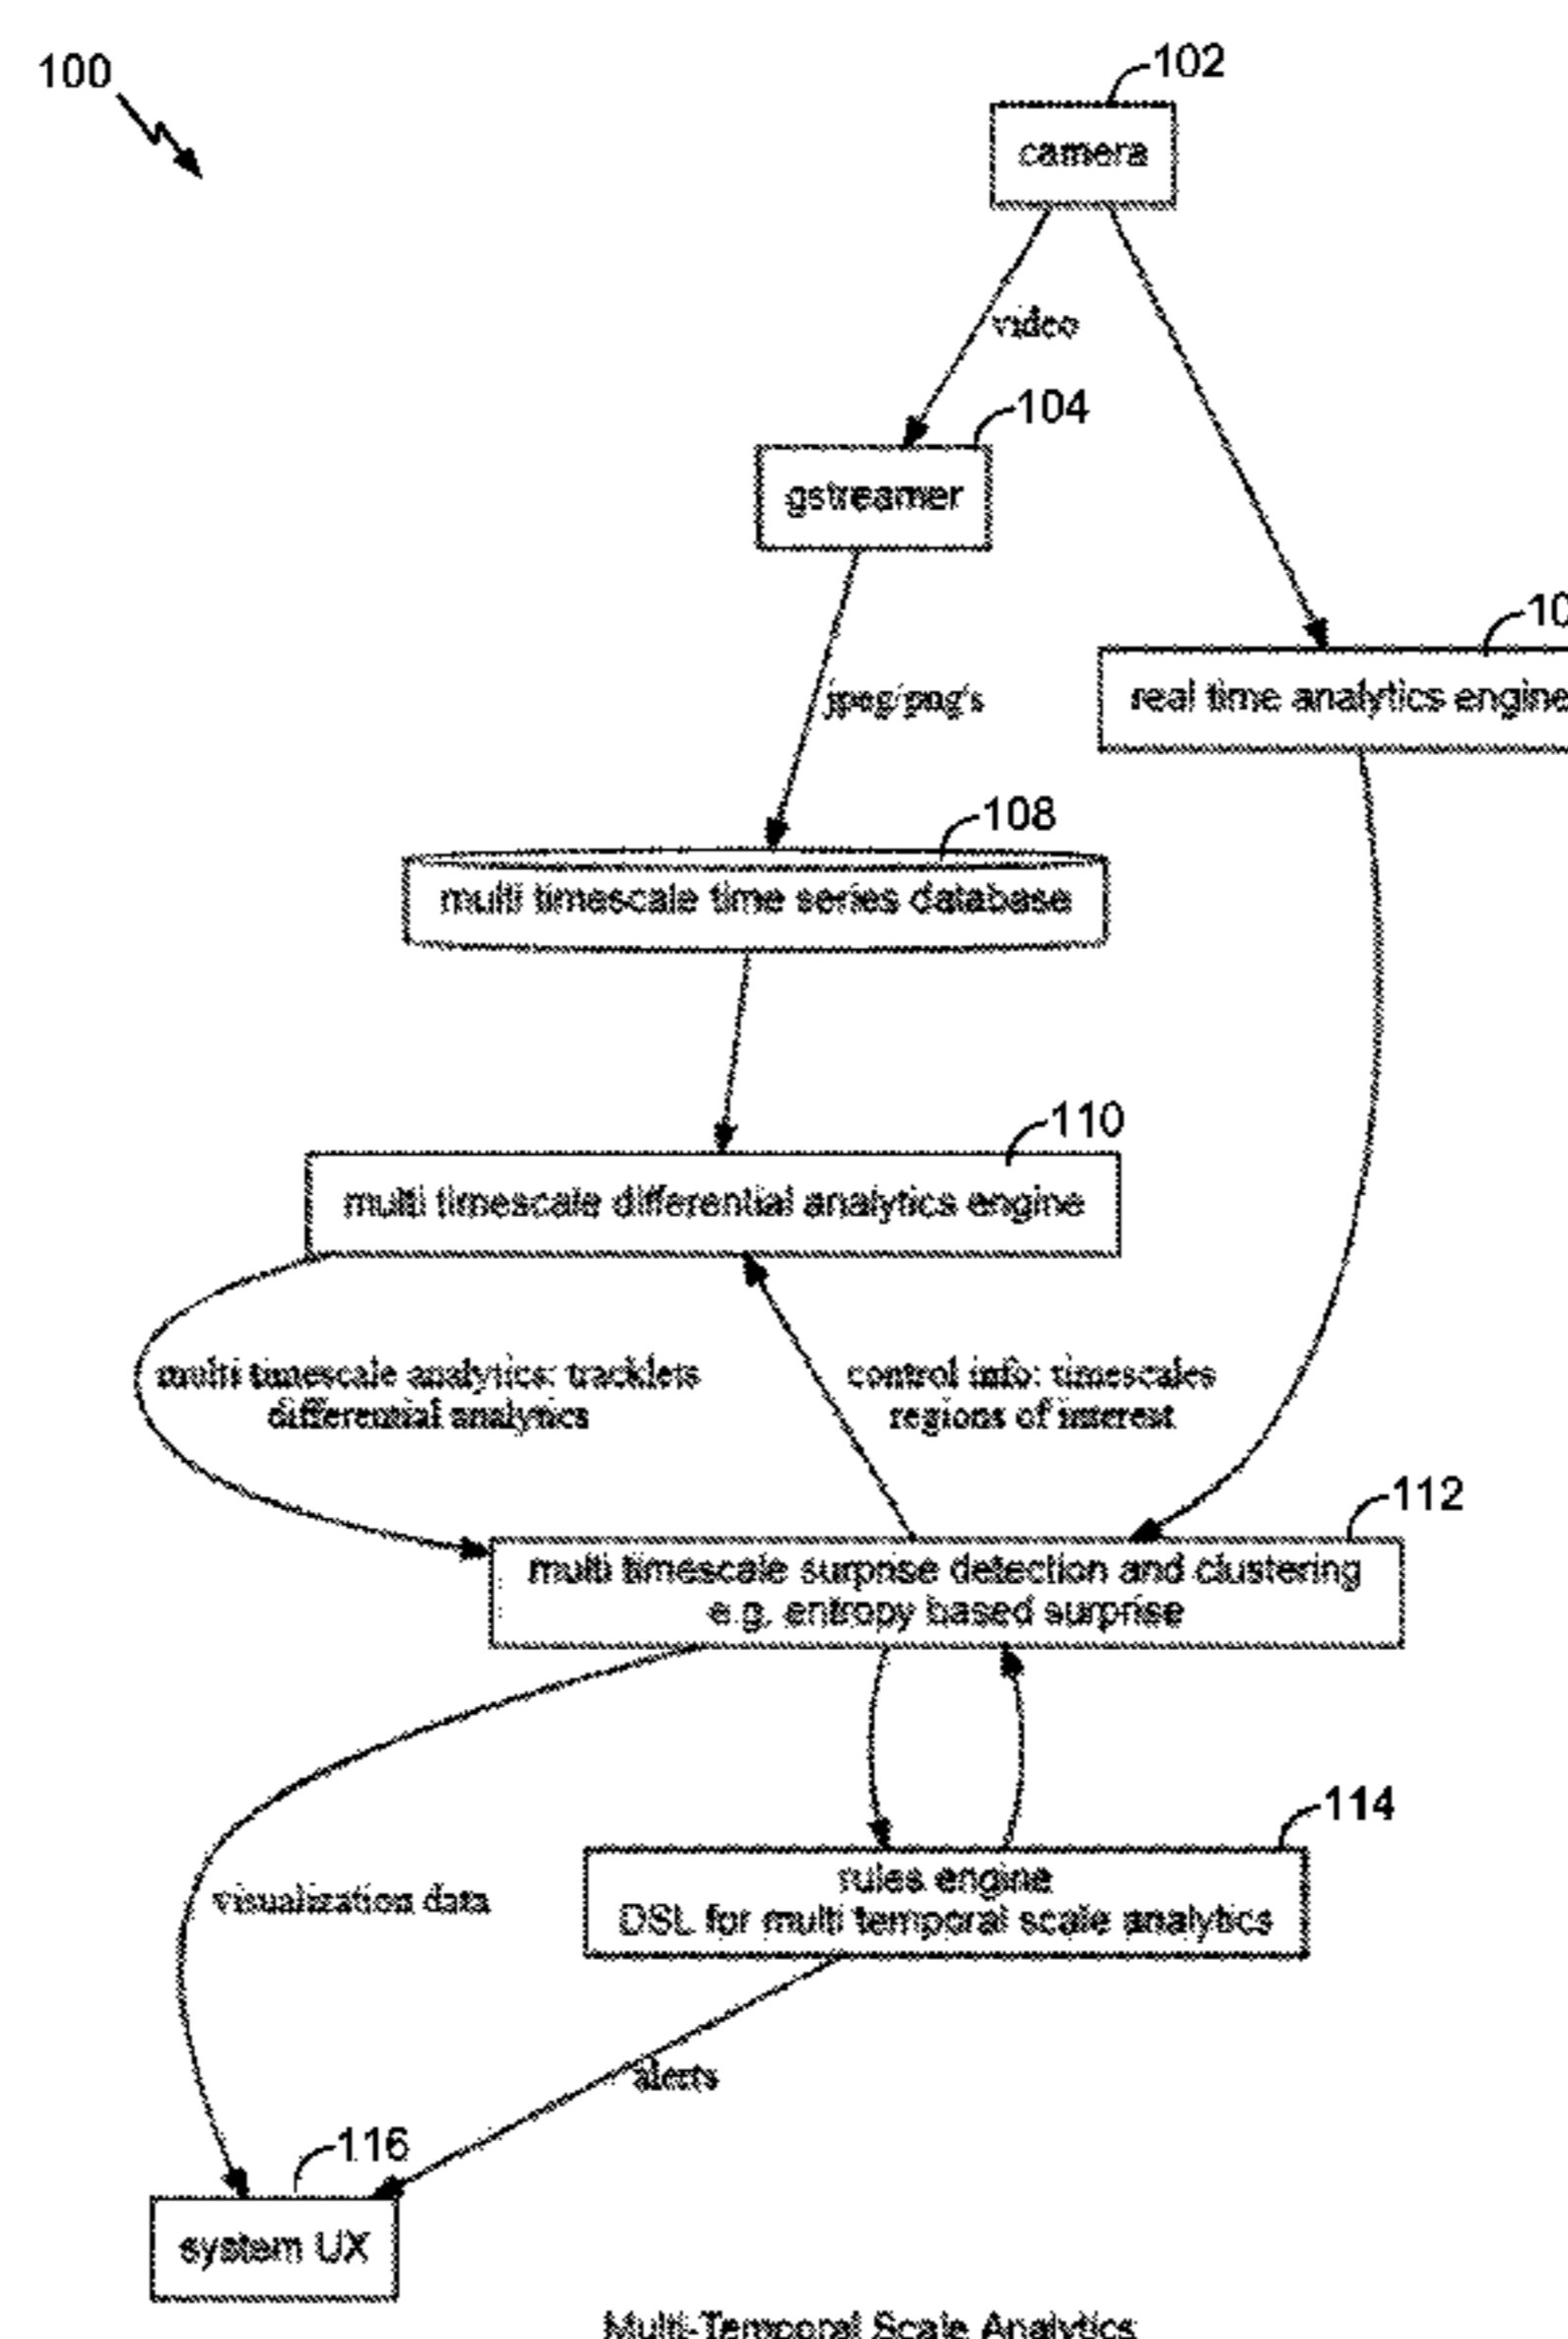 100
102
camera
video
104
gstreamer
real time analytics engine
jpeg/png's
108
multi timescale time series database
110
multi timescale differential analytics engine
multi timescale analytics: tracklets
differential analytics
control info: timescales
regions of interest
112
multi timescale surprise detection and clustering
e.g. entropy based surprise
114
rules engine
DSL for multi temporal scale analytics
visualization data
alerts
116
system UX
Multi-Temporal Scale Analytics